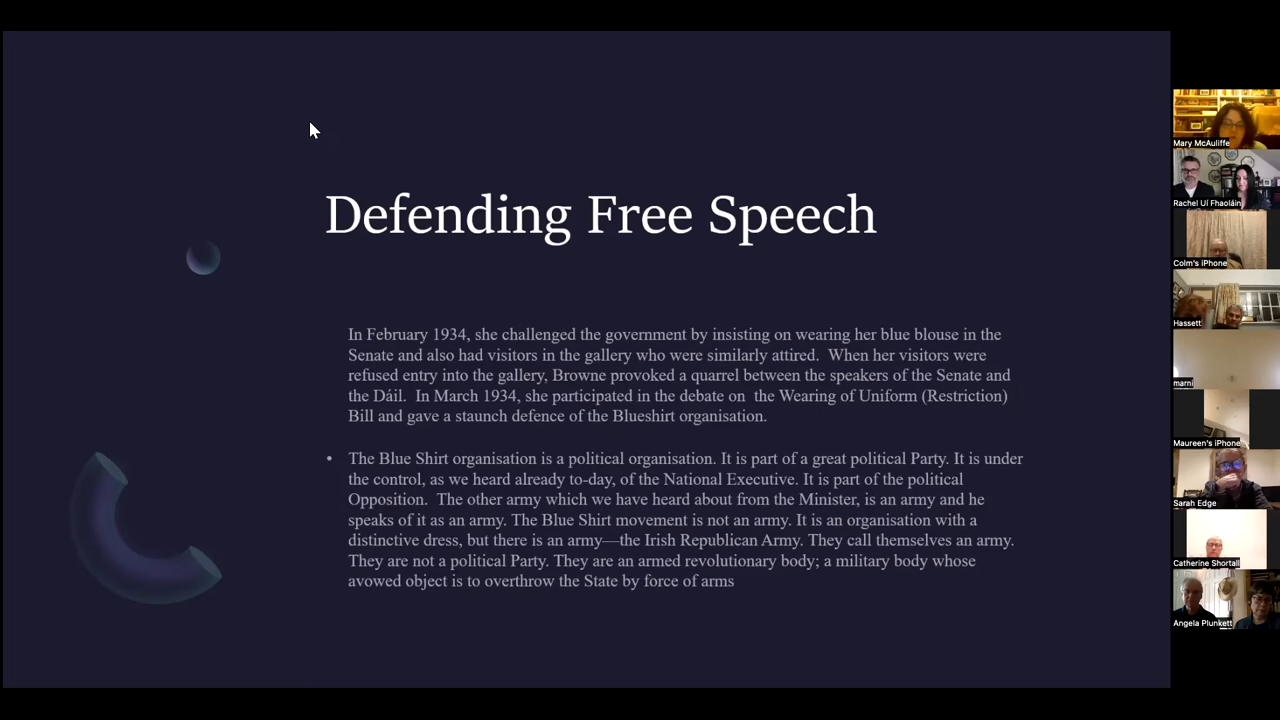 Defending Free Speech
In February 1934, she challenged the government by insisting on wearing her blue blouse in the
Senate and also had visitors in the gallery who were similarly attired.  When her visitors were
refused entry into the gallery, Browne provoked a quarrel between the speakers of the Senate and
the Dáil.  In March 1934, she participated in the debate on  the Wearing of Uniform (Restriction)
Bill and gave a staunch defence of the Blueshirt organisation.
• The Blue Shirt organisation is a political organisation. It is part of a great political Party. It is under
the control, as we heard already to-day, of the National Executive. It is part of the political
Opposition.  The other army which we have heard about from the Minister, is an army and he
speaks of it as an army. The Blue Shirt movement is not an army. It is an organisation with a
distinctive dress, but there is an army—the Irish Republican Army. They call themselves an army.
They are not a political Party. They are an armed revolutionary body; a military body whose
avowed object is to overthrow the State by force of arms
Mary McAuliffe
Rachel Uí Fhaoláin
Colm's iPhone
Hassett
marni
Maureen's iPhone
Sarah Edge
Catherine Shortall
Angela Plunkett